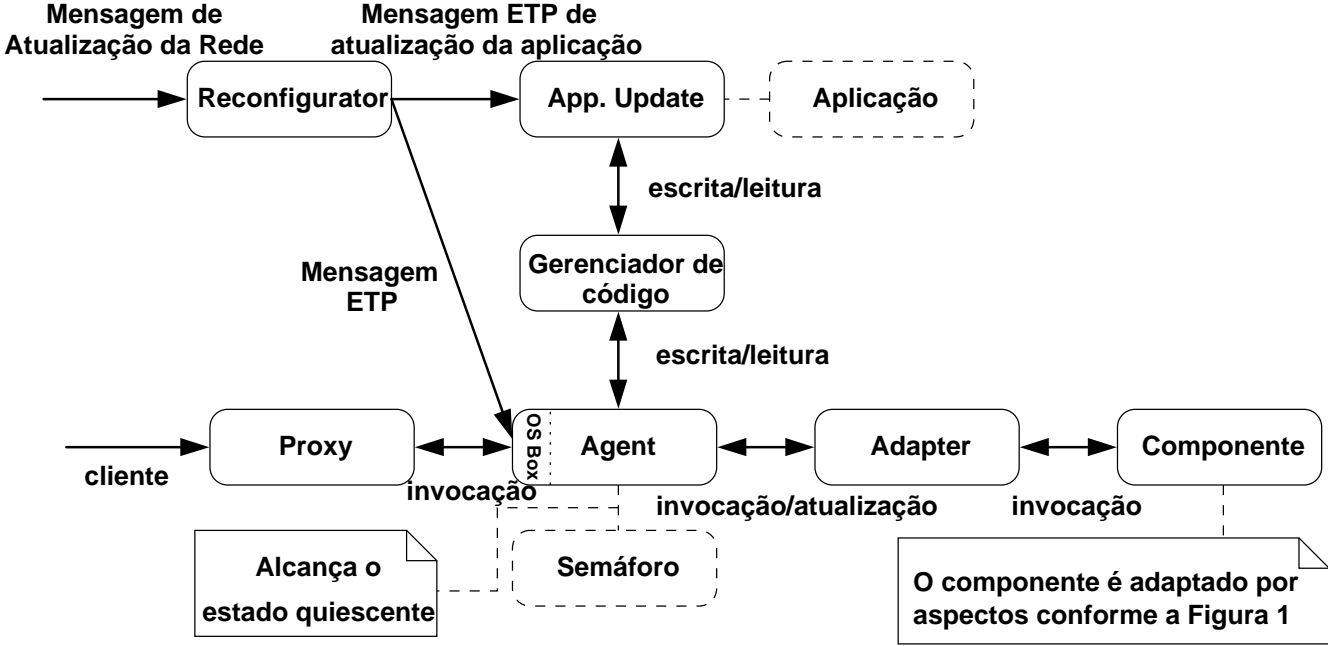 Mensagem de
Atualização da Rede
Mensagem ETP de
atualização da aplicação
Reconfigurator
App. Update
Aplicação
escrita/leitura
Gerenciador de
código
Mensagem
ETP
escrita/leitura
cliente
Proxy
invocação
OS Box
Agent
invocação/atualização
Adapter
invocação
Componente
Alcança o
estado quiescente
Semáforo
O componente é adaptado por
aspectos conforme a Figura 1